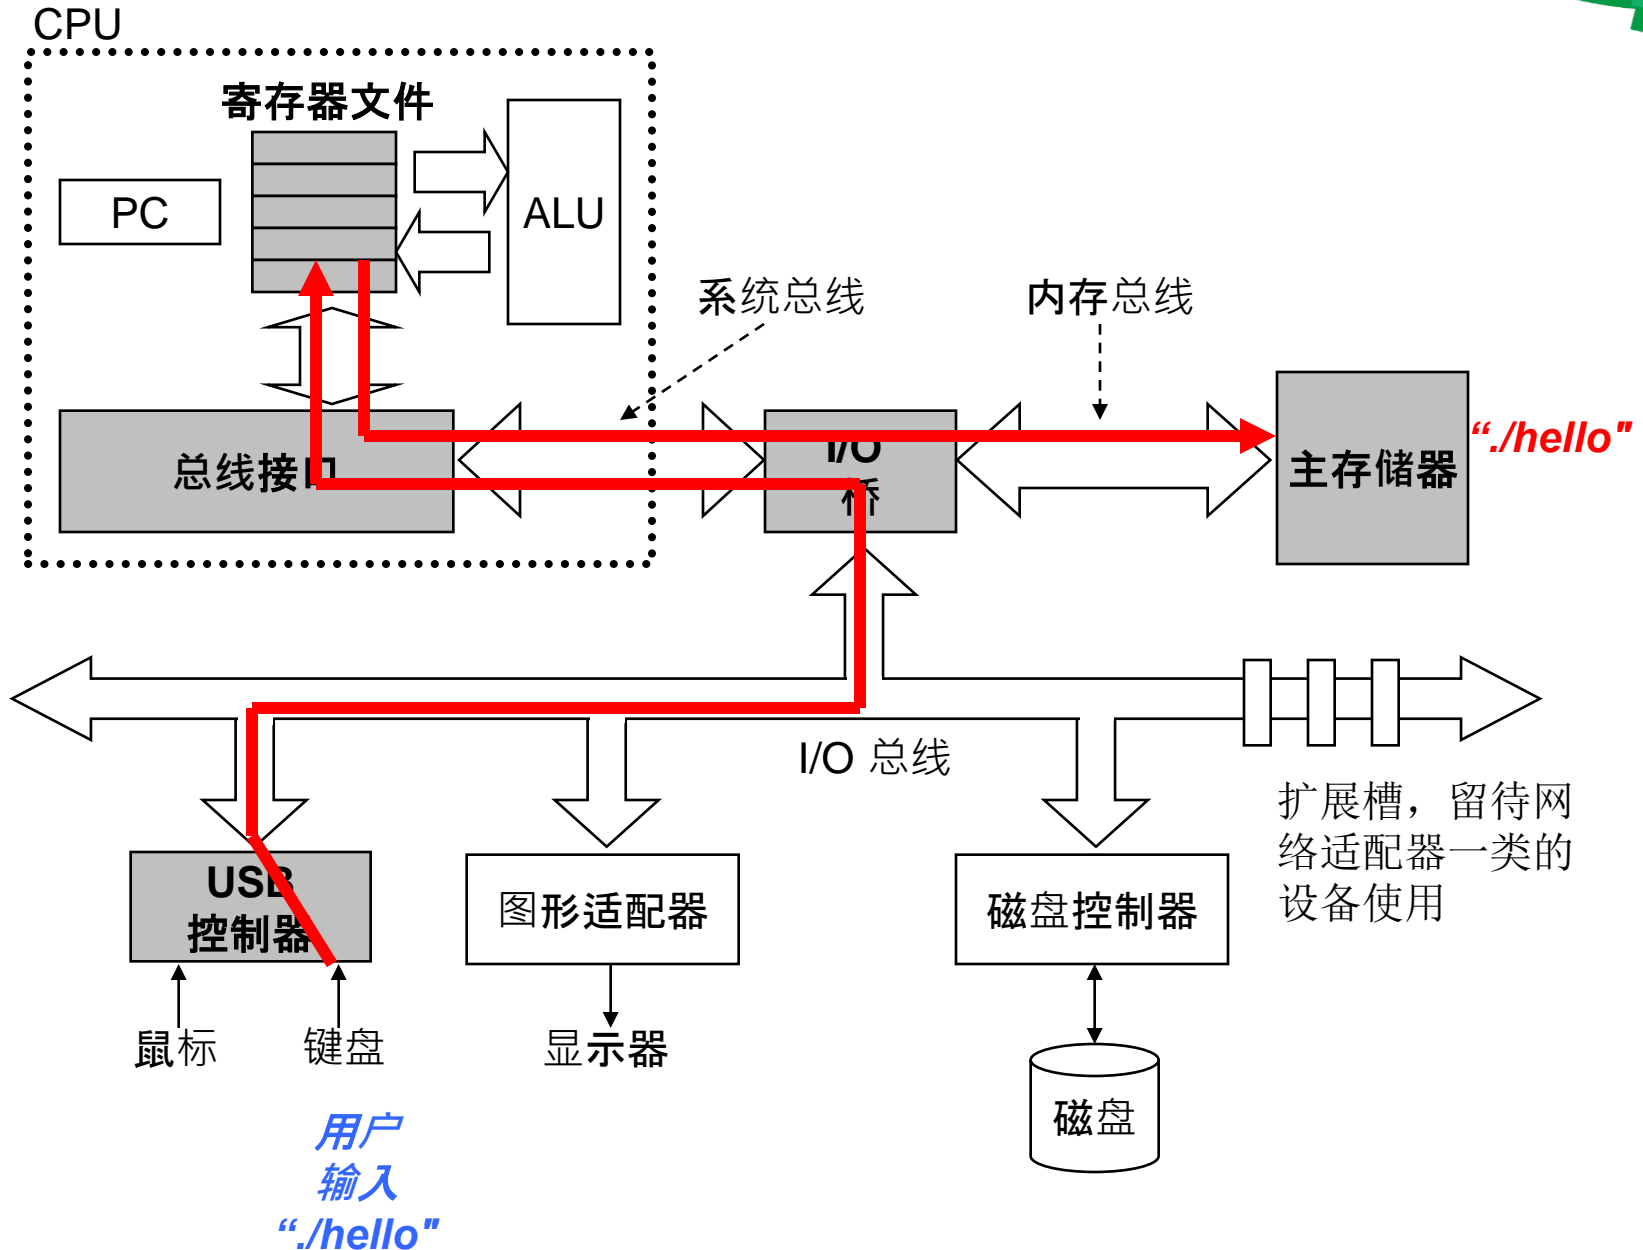 CPU
寄存器文件
PC
ALU
系统总线
内存总线
总线接口
I/O
桥
主存储器
“./hello"
I/O 总线
扩展槽，留待网
络适配器一类的
设备使用
USB
控制器
图形适配器
磁盘控制器
鼠标
键盘
显示器
磁盘
用户
输入
“./hello"